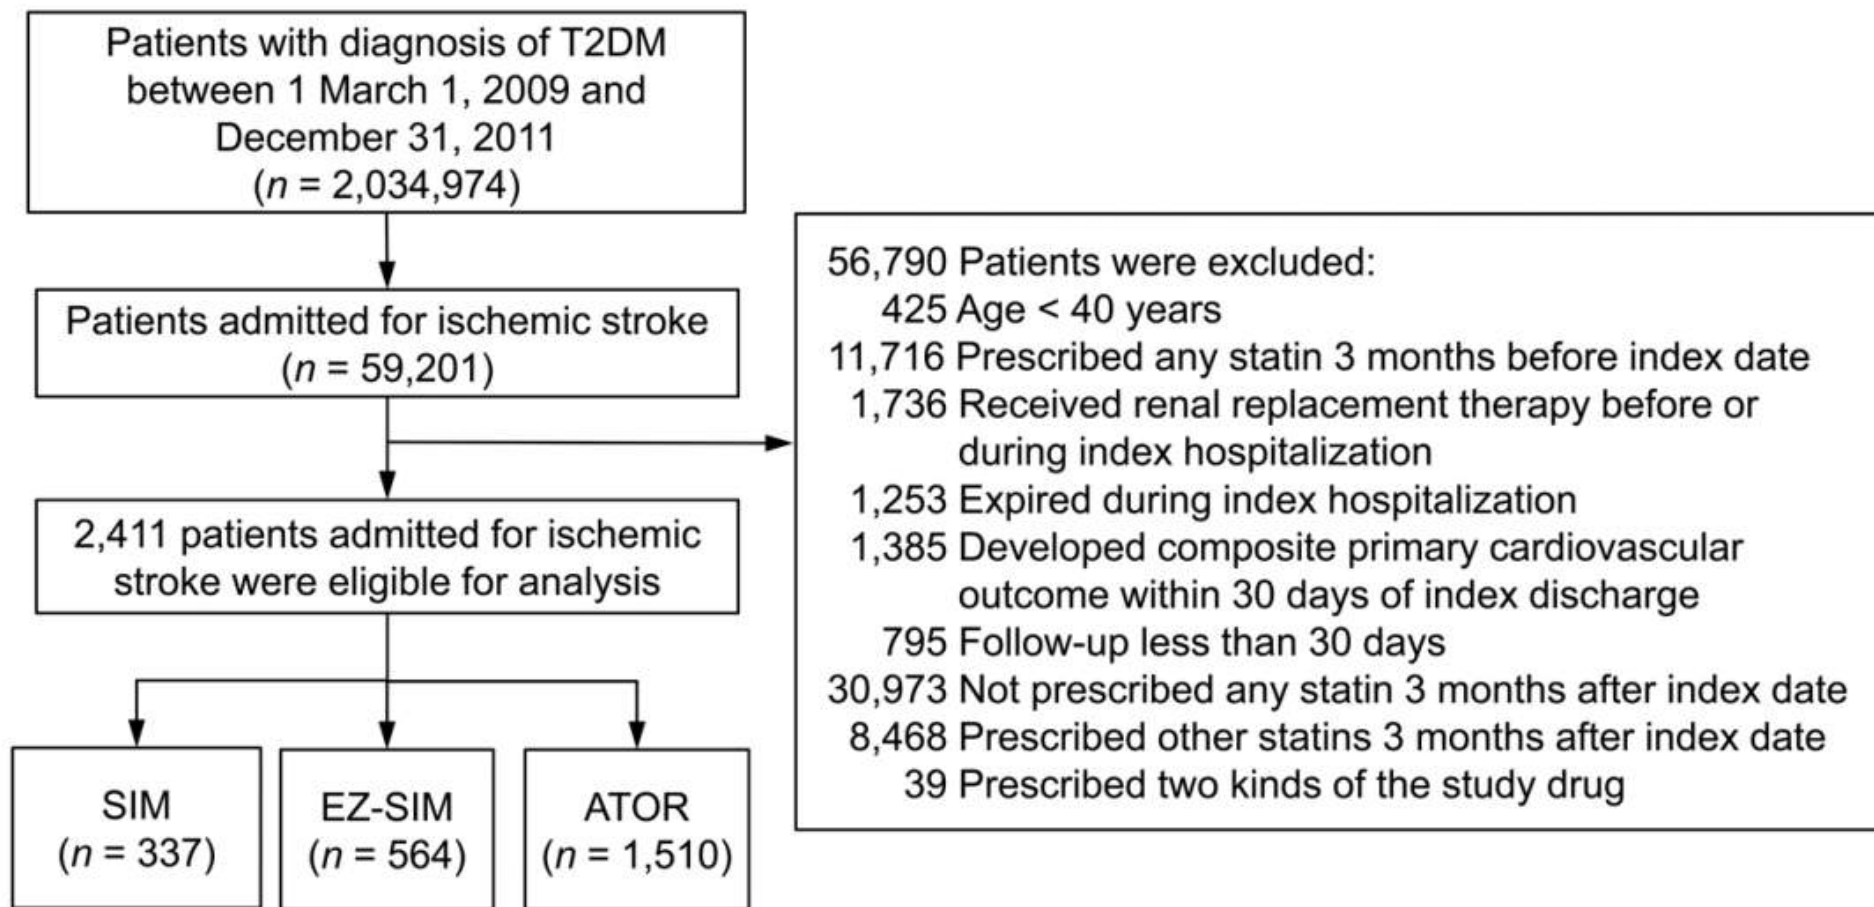 Patients with diagnosis of T2DM
between 1 March 1, 2009 and
December 31, 2011
(n = 2,034,974)
Patients admitted for ischemic stroke
(n = 59,201)
56,790 Patients were excluded:
425 Age < 40 years
11,716 Prescribed any statin 3 months before index date
1,736 Received renal replacement therapy before or
during index hospitalization
1,253 Expired during index hospitalization
1,385 Developed composite primary cardiovascular
outcome within 30 days of index discharge
795 Follow-up less than 30 days
30,973 Not prescribed any statin 3 months after index date
8,468 Prescribed other statins 3 months after index date
39 Prescribed two kinds of the study drug
2,411 patients admitted for ischemic
stroke were eligible for analysis
SIM
(n = 337)
EZ-SIM
(n = 564)
ATOR
(n = 1,510)